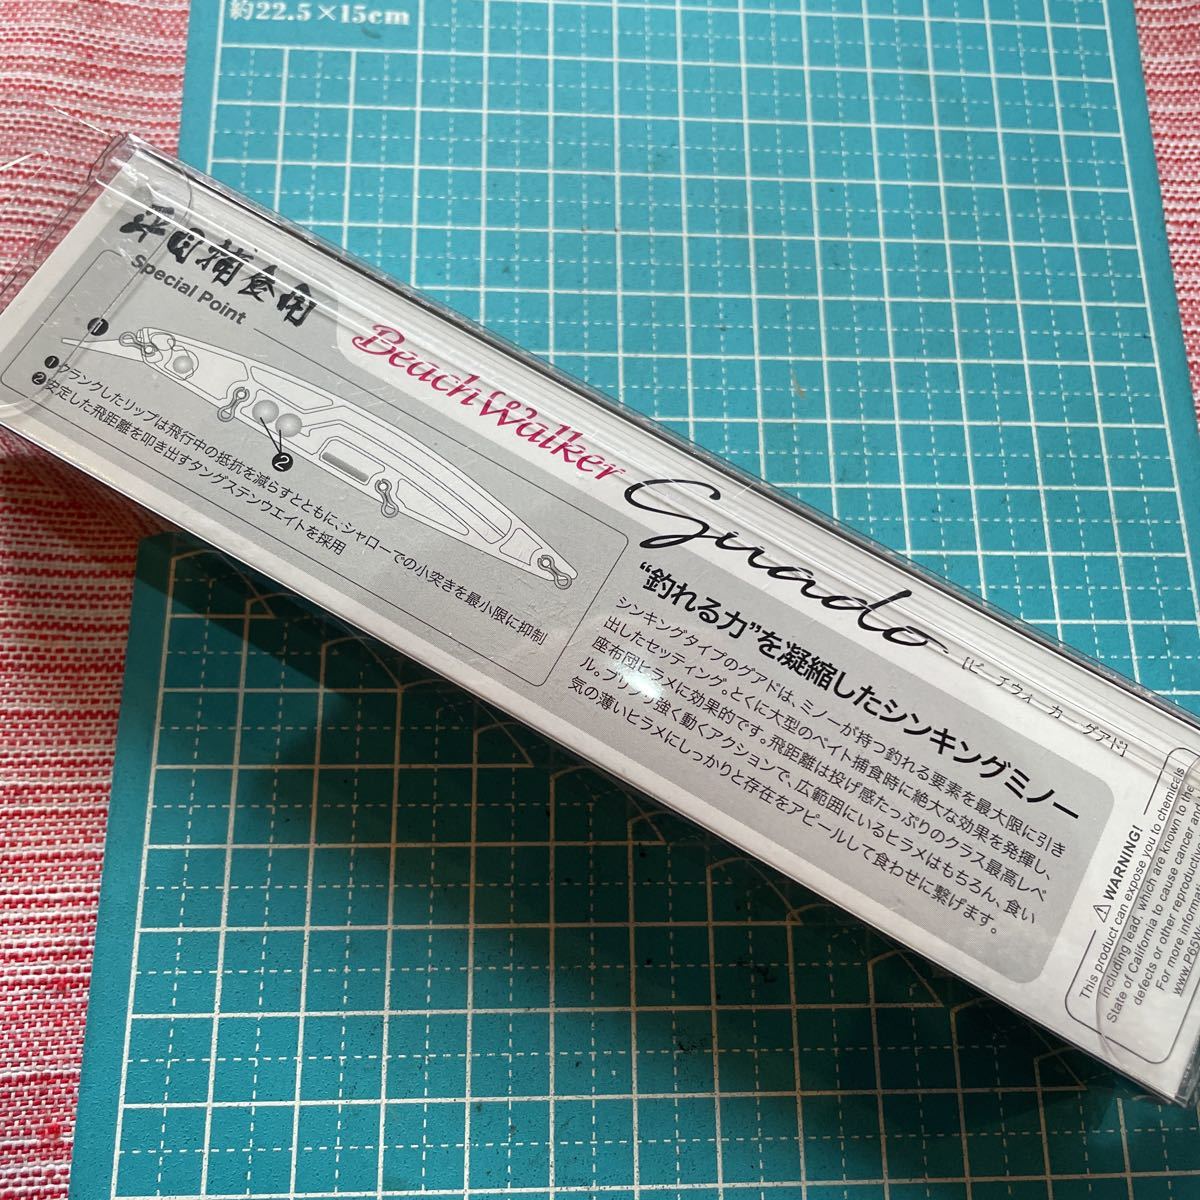 約22.5×15cm
平目捕食用
Special Point
❶
❷
❶クランクしたリップは飛行中の抵抗を減らすとともに、シャローでの小突きを最小限に抑制
❷安定した飛距離を叩き出すタングステンウエイトを採用
BeachWalker
Guado
[ビーチウォーカー グアド]
“釣れる力”を凝縮したシンキングミノー
シンキングタイプのグアドは、ミノーが持つ釣れる要素を最大限に引き
出したセッティング。とくに大型のベイト捕食時に絶大な効果を発揮し、
座布団ヒラメに効果的です。飛距離は投げ感たっぷりのクラス最高レベ
ル。ブリブリ強く動くアクションで、広範囲にいるヒラメはもちろん、食い
気の薄いヒラメにしっかりと存在をアピールして食わせに繋げます。
⚠WARNING!
This product can expose you to chemicals
including lead, which are known to the
State of California to cause cancer and
defects or other reproductive
For more information
www.P65W